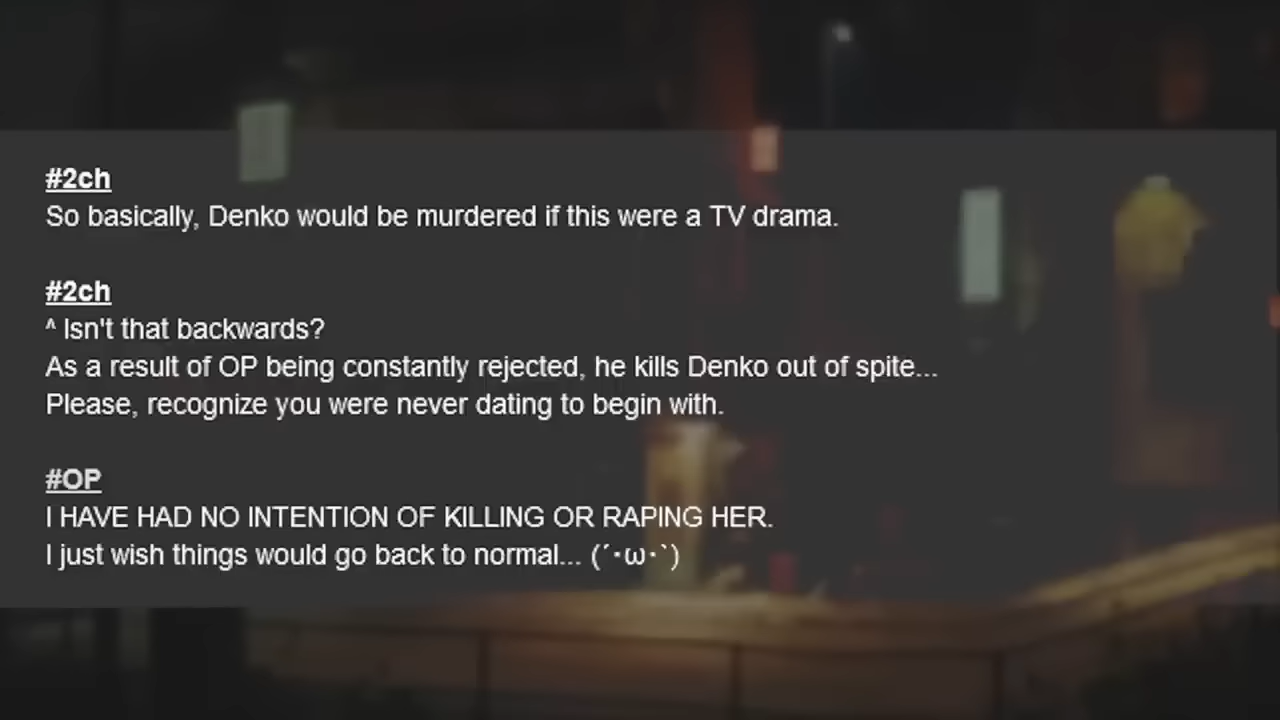 #2ch
So basically, Denko would be murdered if this were a TV drama.
#2ch
^ Isn't that backwards?
As a result of OP being constantly rejected, he kills Denko out of spite...
Please, recognize you were never dating to begin with.
#OP
I HAVE HAD NO INTENTION OF KILLING OR RAPING HER.
I just wish things would go back to normal... (´･ω･`)